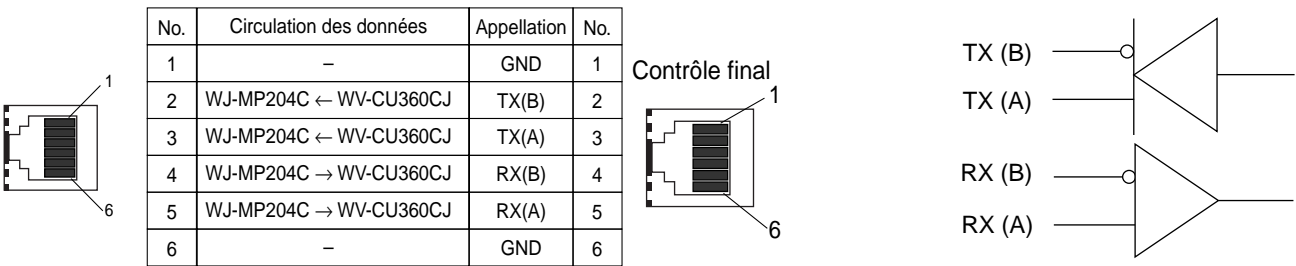 No. Circulation des données Appellation No.
1 – GND 1
2 WJ-MP204C ← WV-CU360CJ TX(B) 2
3 WJ-MP204C ← WV-CU360CJ TX(A) 3
4 WJ-MP204C → WV-CU360CJ RX(B) 4
5 WJ-MP204C → WV-CU360CJ RX(A) 5
6 – GND 6
1
6
Contrôle final
1
6
TX (B)
TX (A)
RX (B)
RX (A)